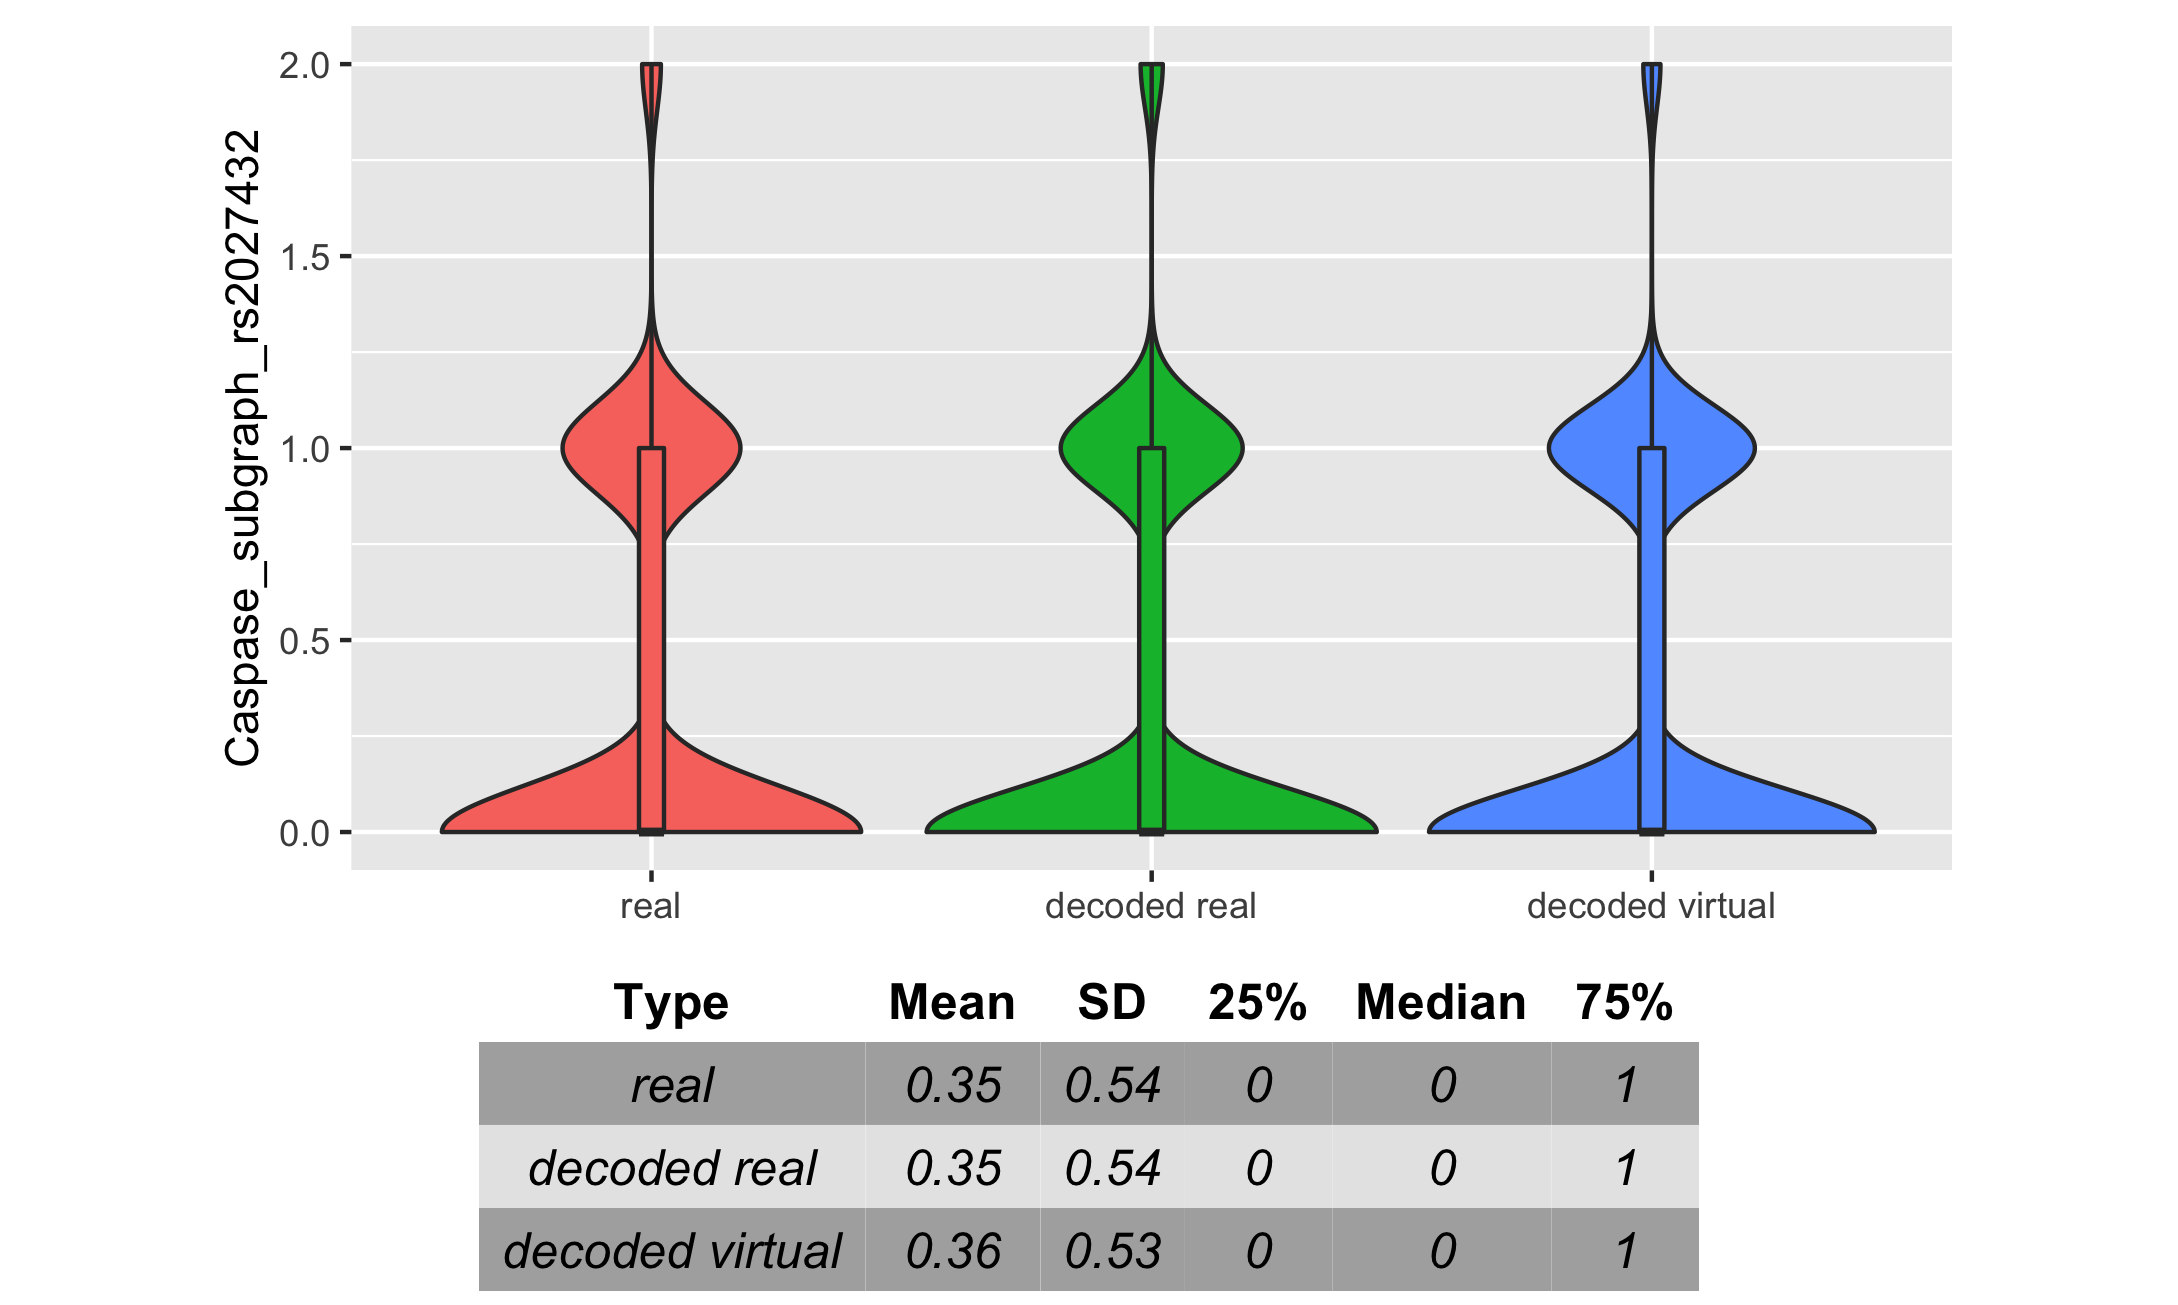 Caspase_subgraph_rs2027432
2.0
1.5
1.0
0.5
0.0
real decoded real decoded virtual
Type Mean SD 25% Median 75%
real 0.35 0.54 0 0 1
decoded real 0.35 0.54 0 0 1
decoded virtual 0.36 0.53 0 0 1